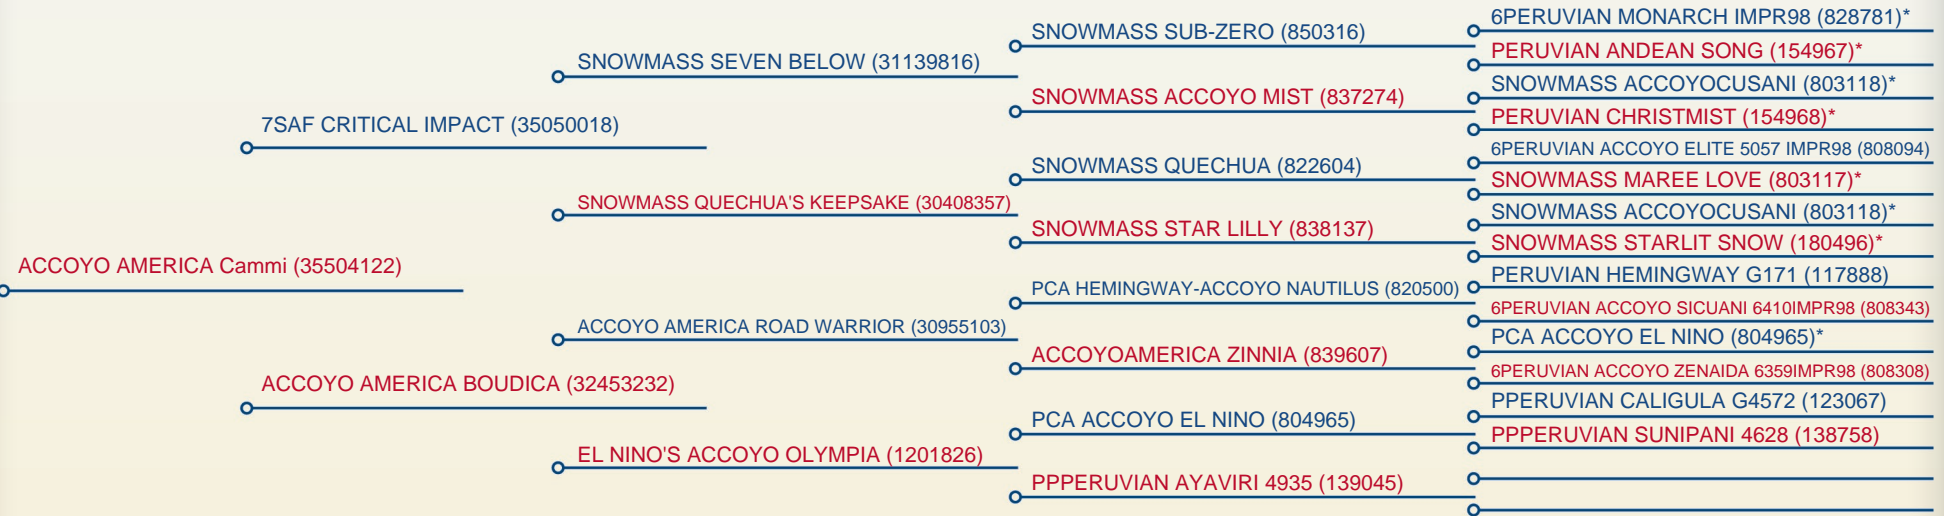 6PERUVIAN MONARCH IMPR98 (828781)*
SNOWMASS SUB-ZERO (850316)
PERUVIAN ANDEAN SONG (154967)*
SNOWMASS SEVEN BELOW (31139816)
SNOWMASS ACCOYOCUSANI (803118)*
SNOWMASS ACCOYO MIST (837274)
PERUVIAN CHRISTMIST (154968)*
7SAF CRITICAL IMPACT (35050018)
6PERUVIAN ACCOYO ELITE 5057 IMPR98 (808094)
SNOWMASS QUECHUA (822604)
SNOWMASS MAREE LOVE (803117)*
SNOWMASS QUECHUA'S KEEPSAKE (30408357)
SNOWMASS ACCOYOCUSANI (803118)*
SNOWMASS STAR LILLY (838137)
SNOWMASS STARLIT SNOW (180496)*
ACCOYO AMERICA Cammi (35504122)
PERUVIAN HEMINGWAY G171 (117888)
PCA HEMINGWAY-ACCOYO NAUTILUS (820500)
6PERUVIAN ACCOYO SICUANI 6410IMPR98 (808343)
ACCOYO AMERICA ROAD WARRIOR (30955103)
PCA ACCOYO EL NINO (804965)*
ACCOYOAMERICA ZINNIA (839607)
6PERUVIAN ACCOYO ZENAIDA 6359IMPR98 (808308)
ACCOYO AMERICA BOUDICA (32453232)
PPERUVIAN CALIGULA G4572 (123067)
PCA ACCOYO EL NINO (804965)
PPPERUVIAN SUNIPANI 4628 (138758)
EL NINO'S ACCOYO OLYMPIA (1201826)
PPPERUVIAN AYAVIRI 4935 (139045)